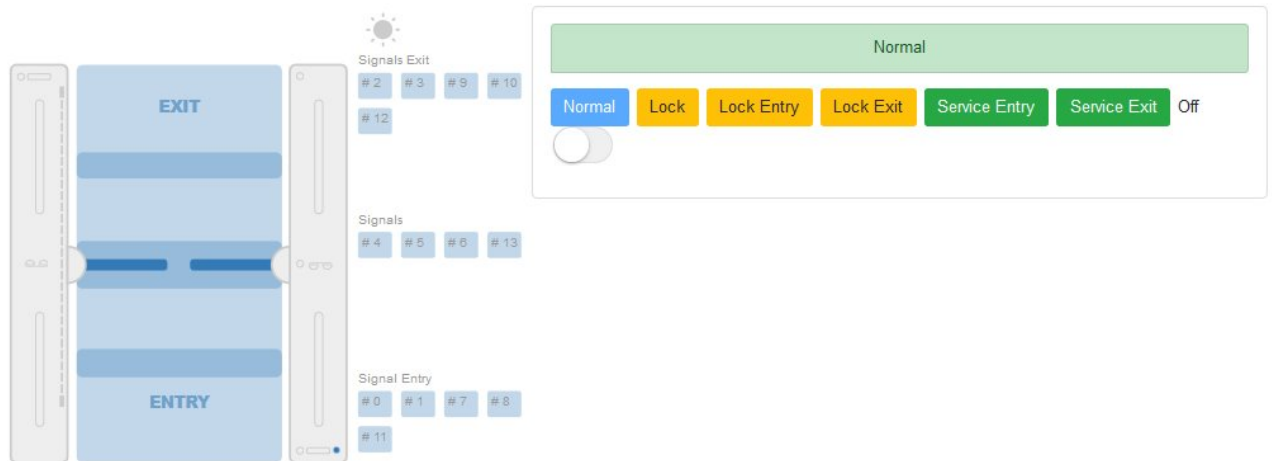 Signals Exit
# 2 # 3 # 9 # 10
# 12
EXIT
Signals
# 4 # 5 # 6 # 13
Signal Entry
# 0 # 1 # 7 # 8
# 11
ENTRY
Normal
Normal Lock Lock Entry Lock Exit Service Entry Service Exit Off